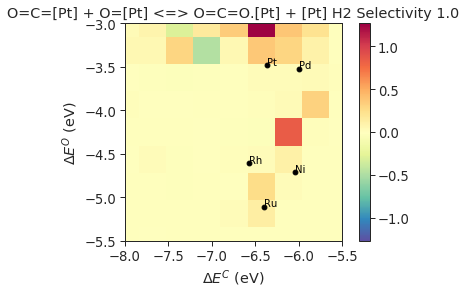 O=C=[Pt] + O=[Pt] <=> O=C=O.[Pt] + [Pt] H2 Selectivity 1.0
−3.0
−3.5
−4.0
−4.5
−5.0
−5.5
ΔE^O (eV)
Pt
Pd
Rh
Ni
Ru
−8.0 −7.5 −7.0 −6.5 −6.0 −5.5
ΔE^C (eV)
1.0
0.5
0.0
−0.5
−1.0